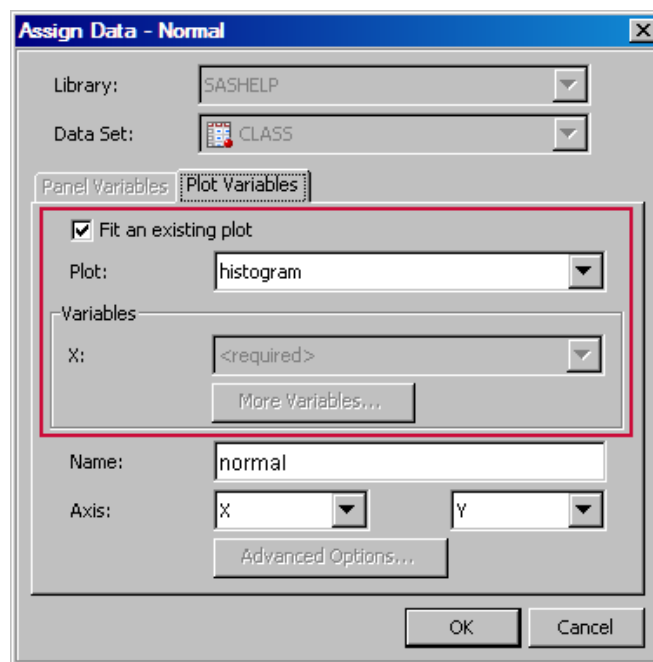 Assign Data - Normal
Library: SASHELP
Data Set: CLASS
Panel Variables Plot Variables
Fit an existing plot
Plot: histogram
Variables
X: <required>
More Variables...
Name: normal
Axis: X Y
Advanced Options...
OK Cancel